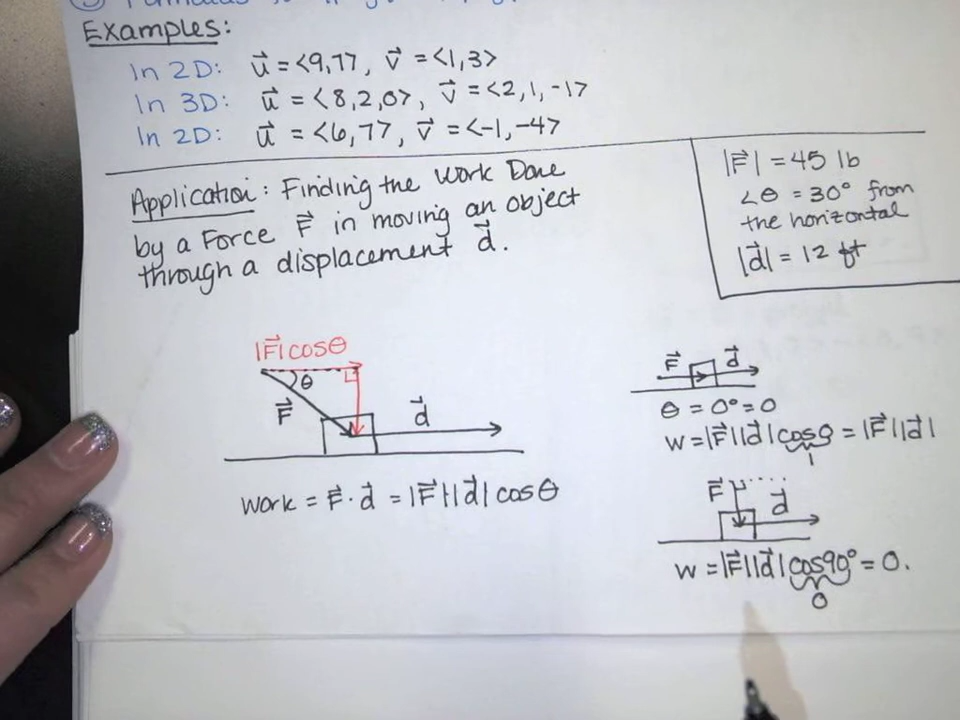 Examples:
In 2D: u⃗ = <9,7>, v⃗ = <1,3>
In 3D: u⃗ = <8,2,0>, v⃗ = <2,1,-1>
In 2D: u⃗ = <6,7>, v⃗ = <-1,-4>
Application: Finding the Work Done
by a Force F⃗ in moving an object
through a displacement d⃗.
|F⃗| = 45 lb
∠θ = 30° from
the horizontal
|d⃗| = 12 ft
|F⃗|cosθ
θ
F⃗
d⃗
Work = F⃗·d⃗ = |F⃗||d⃗|cosθ
F⃗ d⃗
θ = 0° = 0
W = |F⃗||d⃗|cosθ = |F⃗||d⃗|
1
F⃗ d⃗
W = |F⃗||d⃗|cos90° = 0.
0